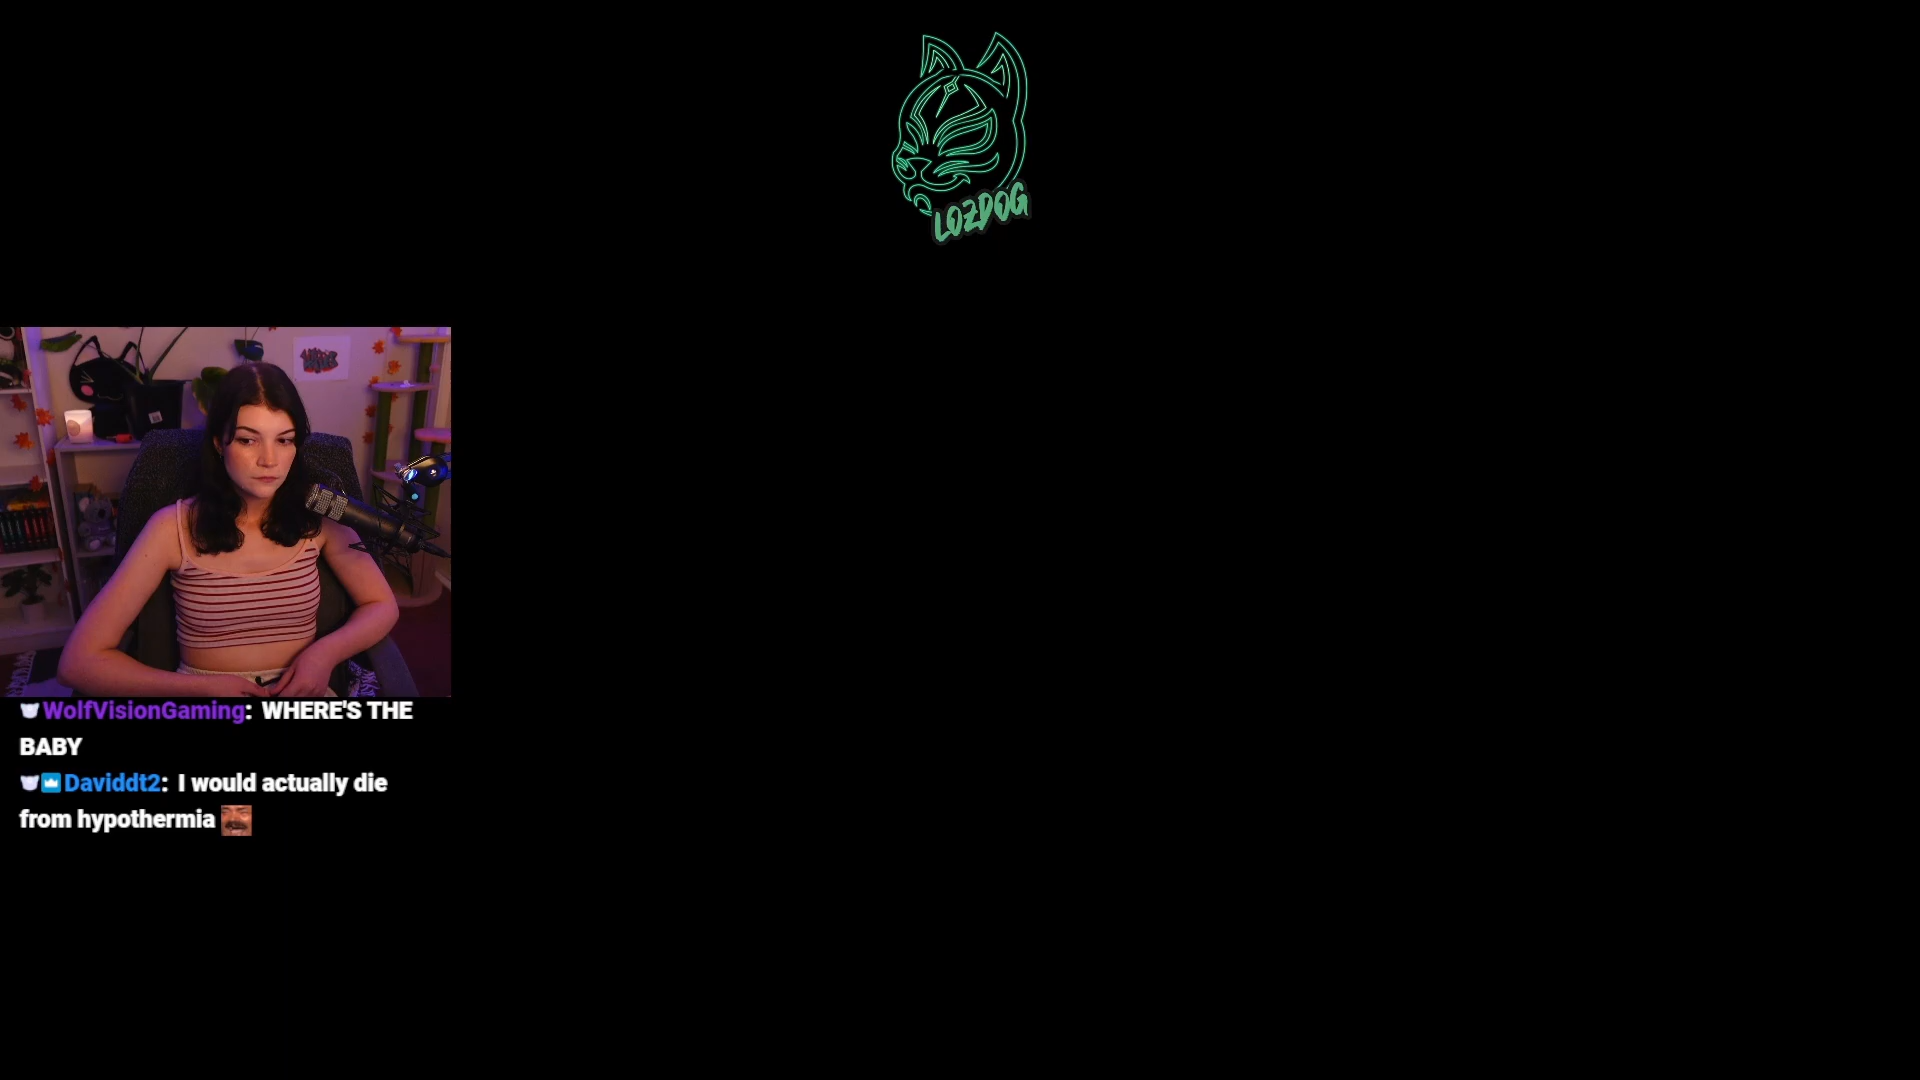 LOZDOG
WolfVisionGaming: WHERE'S THE
BABY
Daviddt2: I would actually die
from hypothermia